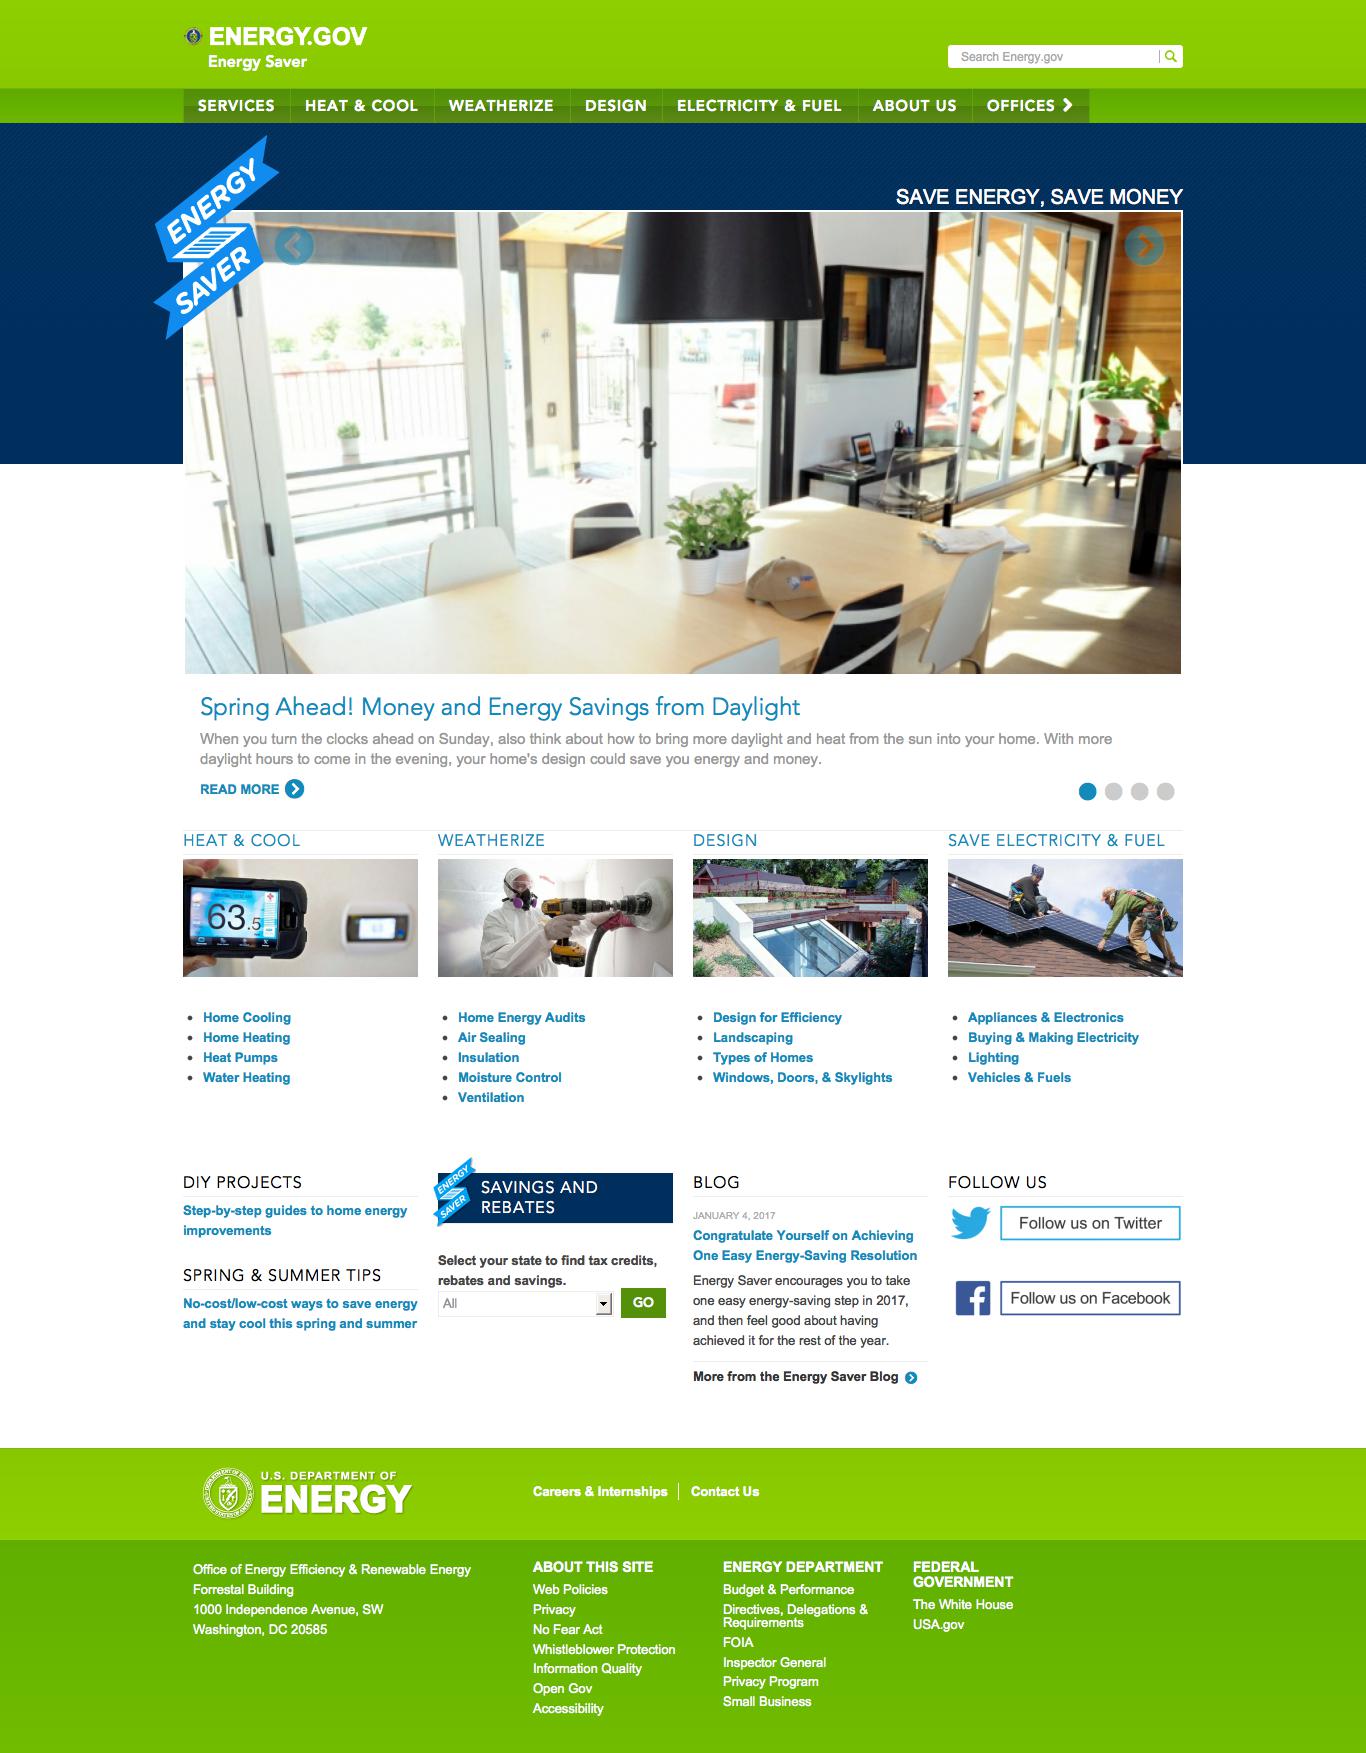 ENERGY.GOV
Energy Saver
Search Energy.gov
SERVICES
HEAT & COOL
WEATHERIZE
DESIGN
ELECTRICITY & FUEL
ABOUT US
OFFICES
ENERGY
SAVER
SAVE ENERGY, SAVE MONEY
Spring Ahead! Money and Energy Savings from Daylight
When you turn the clocks ahead on Sunday, also think about how to bring more daylight and heat from the sun into your home. With more
daylight hours to come in the evening, your home's design could save you energy and money.
READ MORE
HEAT & COOL
63.5
Home Cooling
Home Heating
Heat Pumps
Water Heating
WEATHERIZE
Home Energy Audits
Air Sealing
Insulation
Moisture Control
Ventilation
DESIGN
Design for Efficiency
Landscaping
Types of Homes
Windows, Doors, & Skylights
SAVE ELECTRICITY & FUEL
Appliances & Electronics
Buying & Making Electricity
Lighting
Vehicles & Fuels
DIY PROJECTS
Step-by-step guides to home energy
improvements
SPRING & SUMMER TIPS
No-cost/low-cost ways to save energy
and stay cool this spring and summer
ENERGY
SAVER
SAVINGS AND
REBATES
Select your state to find tax credits,
rebates and savings.
All
GO
BLOG
JANUARY 4, 2017
Congratulate Yourself on Achieving
One Easy Energy-Saving Resolution
Energy Saver encourages you to take
one easy energy-saving step in 2017,
and then feel good about having
achieved it for the rest of the year.
More from the Energy Saver Blog
FOLLOW US
Follow us on Twitter
Follow us on Facebook
U.S. DEPARTMENT OF
ENERGY
Careers & Internships
Contact Us
Office of Energy Efficiency & Renewable Energy
Forrestal Building
1000 Independence Avenue, SW
Washington, DC 20585
ABOUT THIS SITE
Web Policies
Privacy
No Fear Act
Whistleblower Protection
Information Quality
Open Gov
Accessibility
ENERGY DEPARTMENT
Budget & Performance
Directives, Delegations &
Requirements
FOIA
Inspector General
Privacy Program
Small Business
FEDERAL
GOVERNMENT
The White House
USA.gov